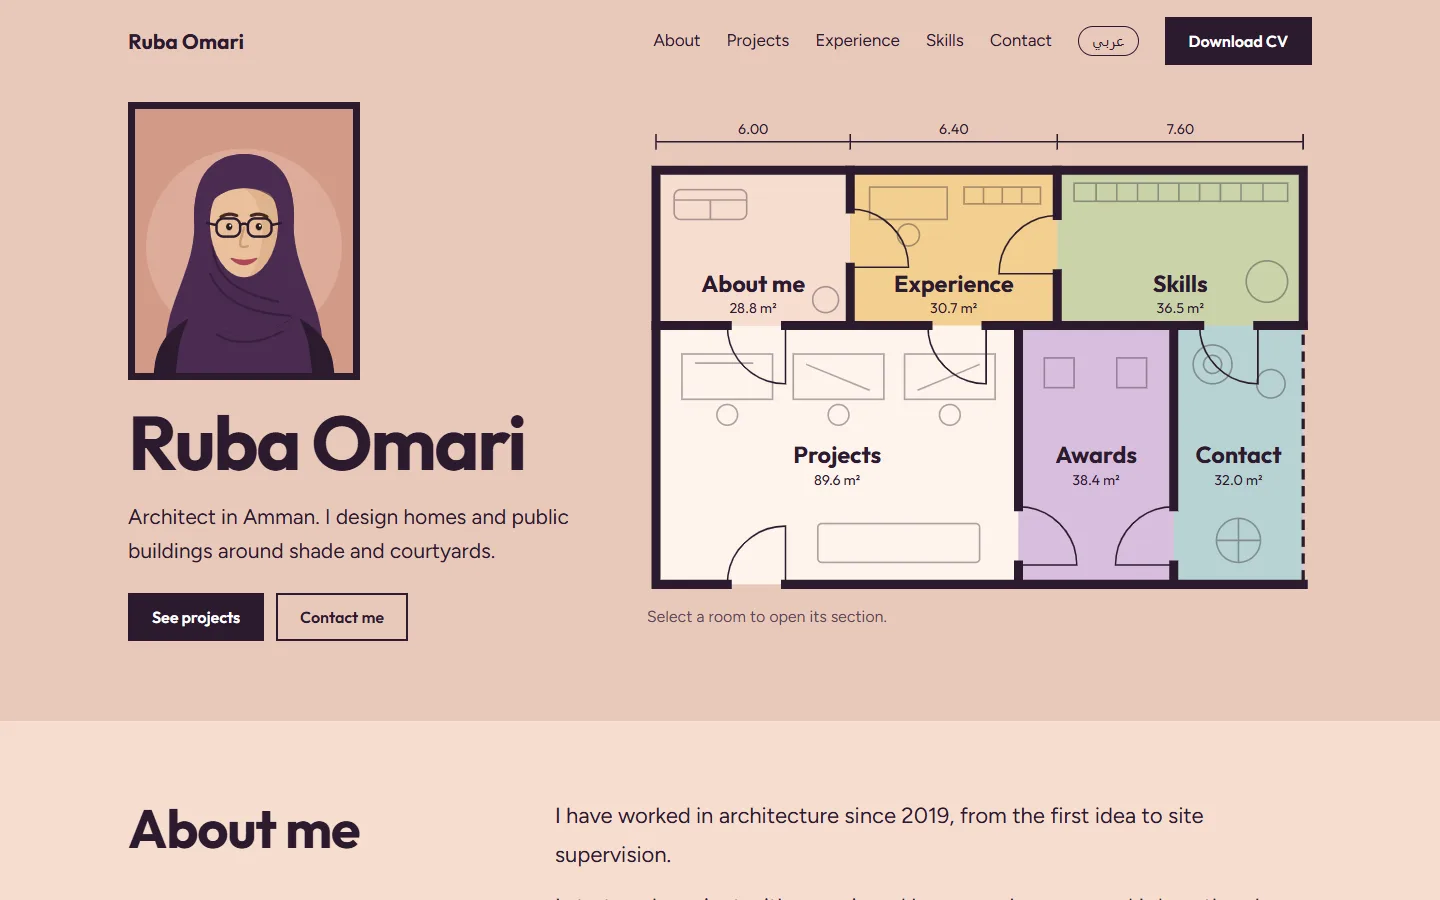 Ruba Omari
About
Projects
Experience
Skills
Contact
عربي
Download CV
6.00
6.40
7.60
About me
28.8 m²
Experience
30.7 m²
Skills
36.5 m²
Projects
89.6 m²
Awards
38.4 m²
Contact
32.0 m²
Select a room to open its section.
Ruba Omari
Architect in Amman. I design homes and public
buildings around shade and courtyards.
See projects
Contact me
About me
I have worked in architecture since 2019, from the first idea to site
supervision.